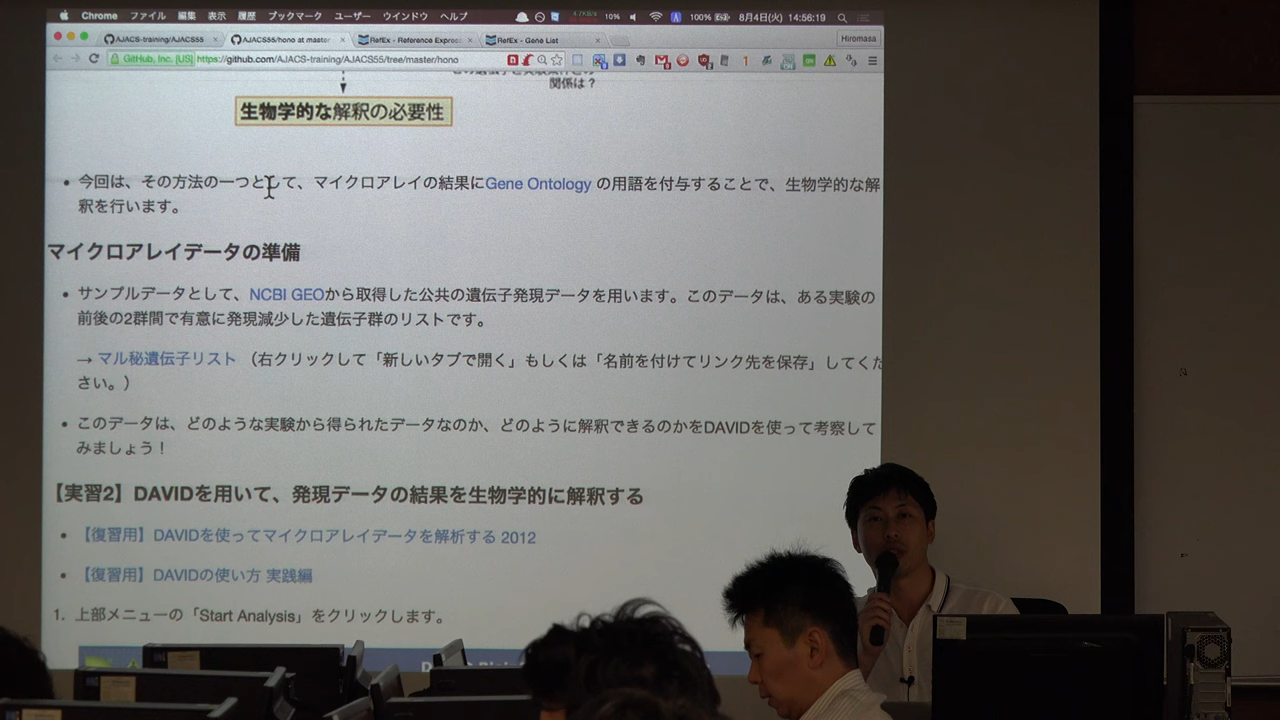 Chrome ファイル 編集 表示 履歴 ブックマーク ユーザー ウインドウ ヘルプ 10% 100% 8月4日(火) 14:56:19
AJACS-training/AJACS55 AJACS55/hono at master RefEx - Reference Express RefEx - Gene List Hiromasa
GitHub, Inc. [US] https://github.com/AJACS-training/AJACS55/tree/master/hono
関係は？
生物学的な解釈の必要性
• 今回は、その方法の一つとして、マイクロアレイの結果にGene Ontology の用語を付与することで、生物学的な解
釈を行います。
マイクロアレイデータの準備
• サンプルデータとして、NCBI GEOから取得した公共の遺伝子発現データを用います。このデータは、ある実験の
前後の2群間で有意に発現減少した遺伝子群のリストです。
→ マル秘遺伝子リスト （右クリックして「新しいタブで開く」もしくは「名前を付けてリンク先を保存」してくだ
さい。）
• このデータは、どのような実験から得られたデータなのか、どのように解釈できるのかをDAVIDを使って考察して
みましょう！
【実習2】DAVIDを用いて、発現データの結果を生物学的に解釈する
• 【復習用】DAVIDを使ってマイクロアレイデータを解析する 2012
• 【復習用】DAVIDの使い方 実践編
1. 上部メニューの「Start Analysis」をクリックします。